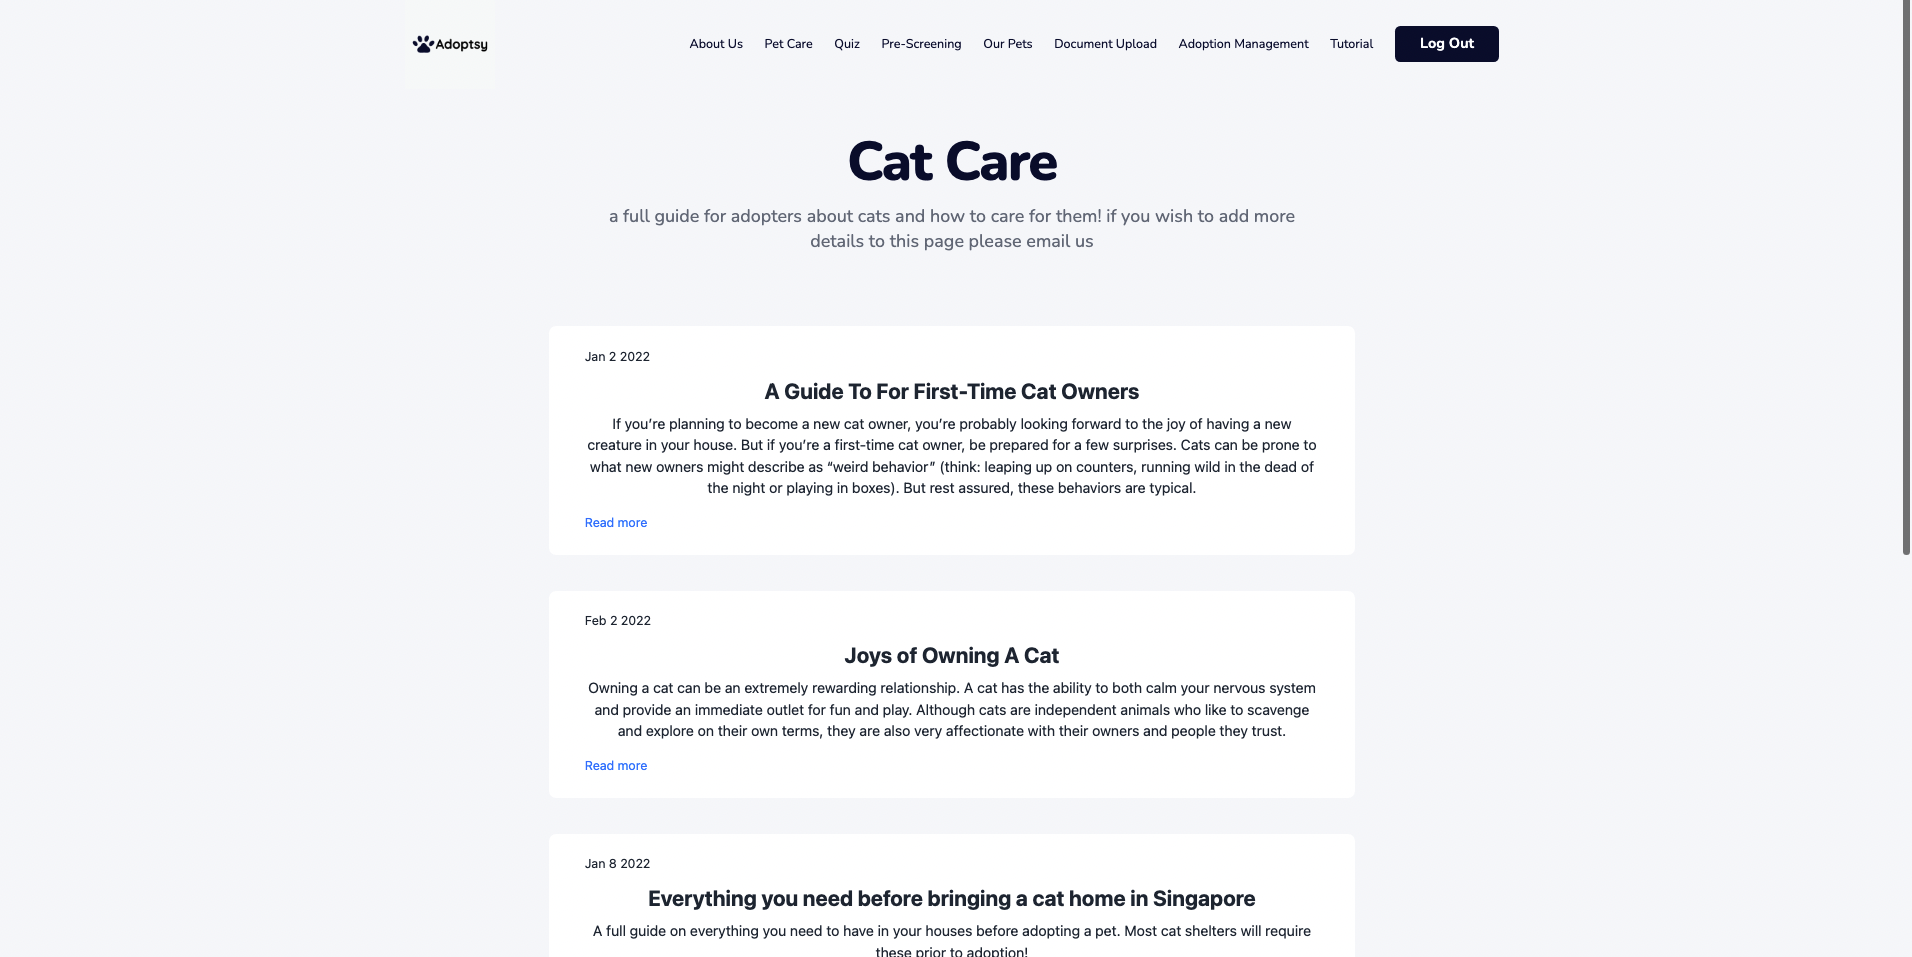 Adoptsy
About Us Pet Care Quiz Pre-Screening Our Pets Document Upload Adoption Management Tutorial Log Out
Cat Care
a full guide for adopters about cats and how to care for them! if you wish to add more
details to this page please email us
Jan 2 2022
A Guide To For First-Time Cat Owners
If you’re planning to become a new cat owner, you’re probably looking forward to the joy of having a new
creature in your house. But if you’re a first-time cat owner, be prepared for a few surprises. Cats can be prone to
what new owners might describe as “weird behavior” (think: leaping up on counters, running wild in the dead of
the night or playing in boxes). But rest assured, these behaviors are typical.
Read more
Feb 2 2022
Joys of Owning A Cat
Owning a cat can be an extremely rewarding relationship. A cat has the ability to both calm your nervous system
and provide an immediate outlet for fun and play. Although cats are independent animals who like to scavenge
and explore on their own terms, they are also very affectionate with their owners and people they trust.
Read more
Jan 8 2022
Everything you need before bringing a cat home in Singapore
A full guide on everything you need to have in your houses before adopting a pet. Most cat shelters will require
these prior to adoption!